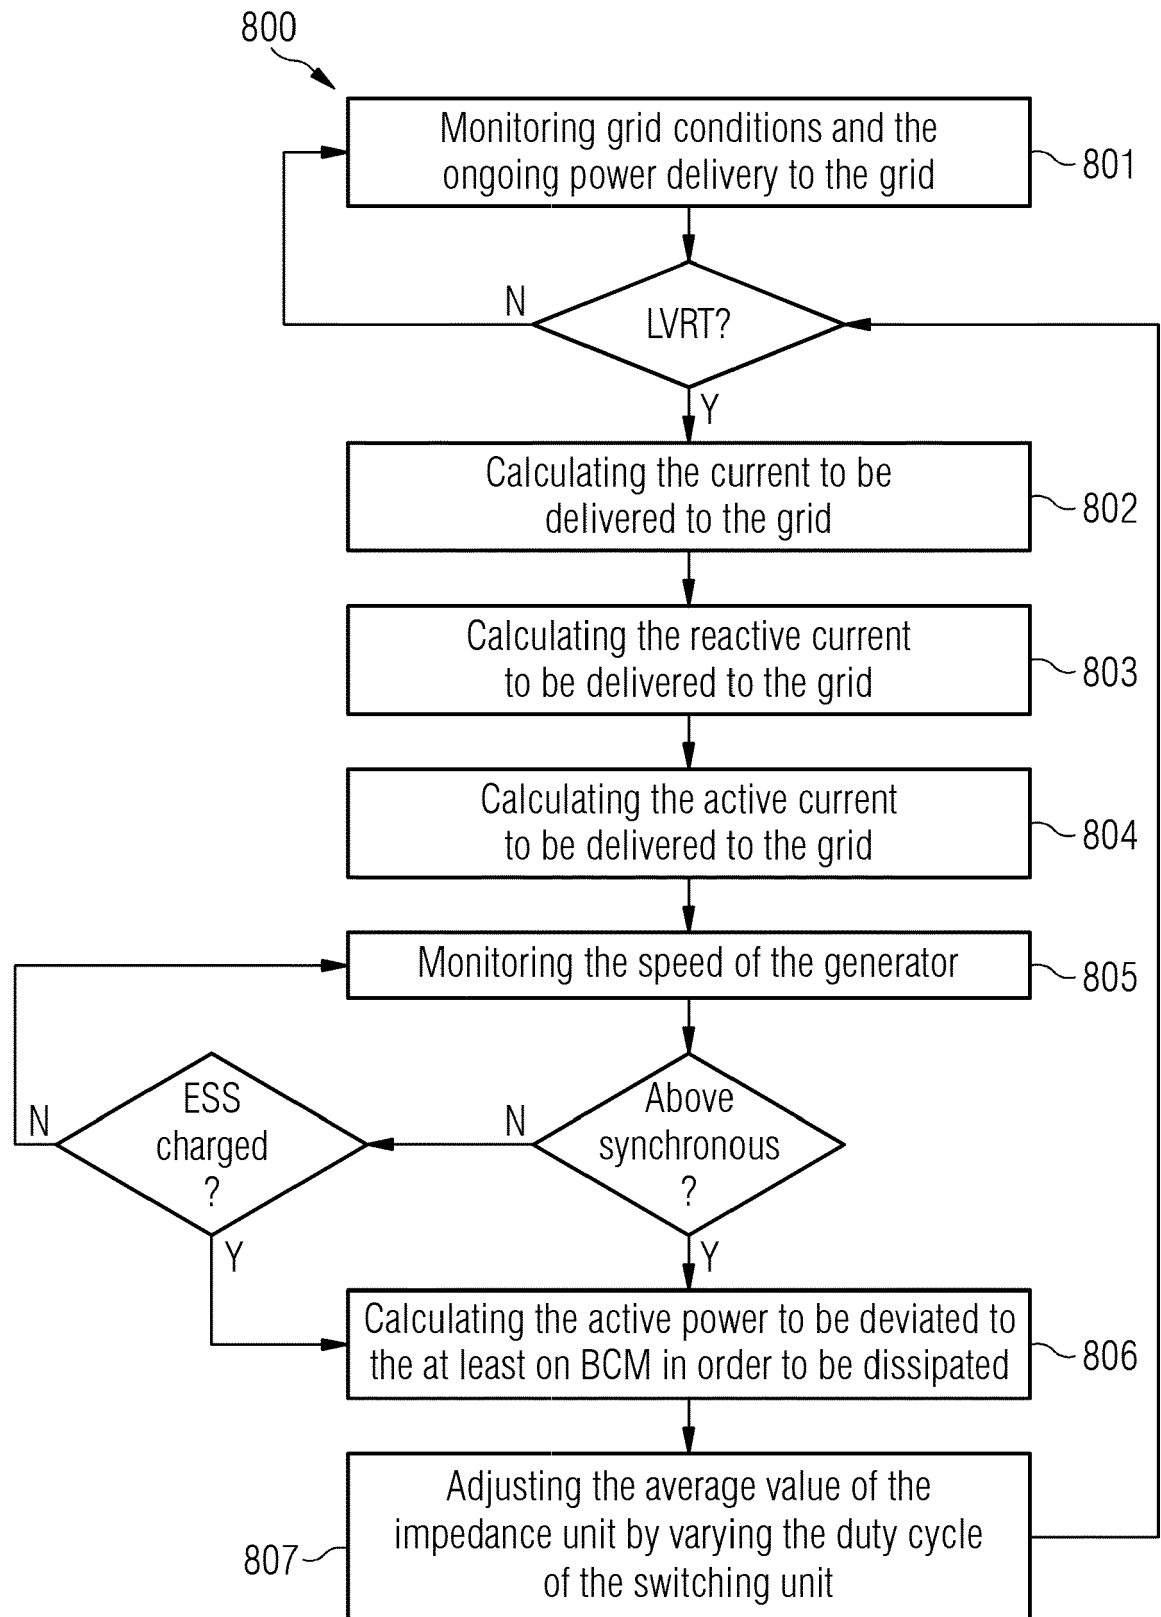 800
Monitoring grid conditions and the
ongoing power delivery to the grid
801
N
LVRT?
Y
Calculating the current to be
delivered to the grid
802
Calculating the reactive current
to be delivered to the grid
803
Calculating the active current
to be delivered to the grid
804
Monitoring the speed of the generator
805
N
ESS
charged
?
Y
N
Above
synchronous
?
Y
Calculating the active power to be deviated to
the at least on BCM in order to be dissipated
806
Adjusting the average value of the
impedance unit by varying the duty cycle
of the switching unit
807